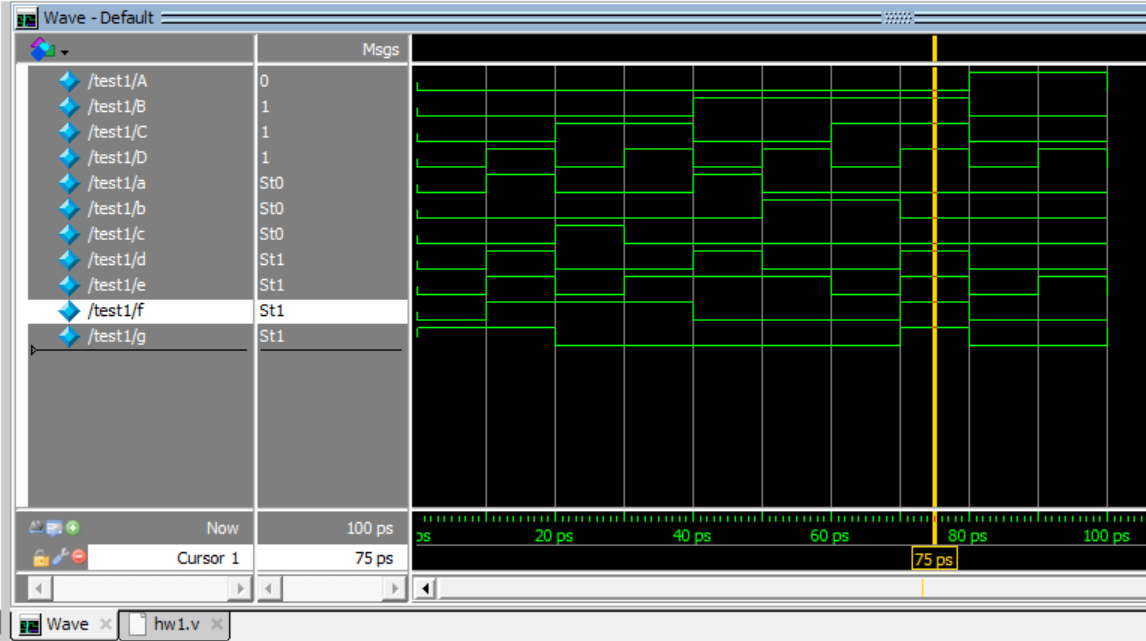 Wave - Default
Msgs
/test1/A 0
/test1/B 1
/test1/C 1
/test1/D 1
/test1/a St0
/test1/b St0
/test1/c St0
/test1/d St1
/test1/e St1
/test1/f St1
/test1/g St1
Now 100 ps
ps 20 ps 40 ps 60 ps 80 ps 100 ps
Cursor 1 75 ps 75 ps
Wave hw1.v